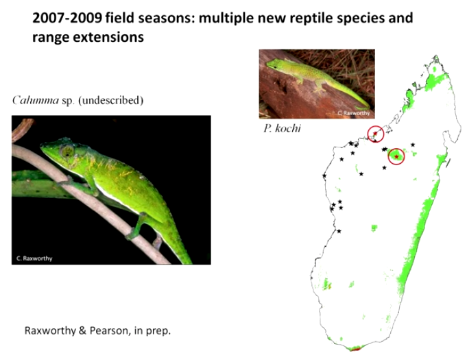 2007-2009 field seasons: multiple new reptile species and
range extensions
Calumma sp. (undescribed)
C. Raxworthy
P. kochi
C. Raxworthy
Raxworthy & Pearson, in prep.